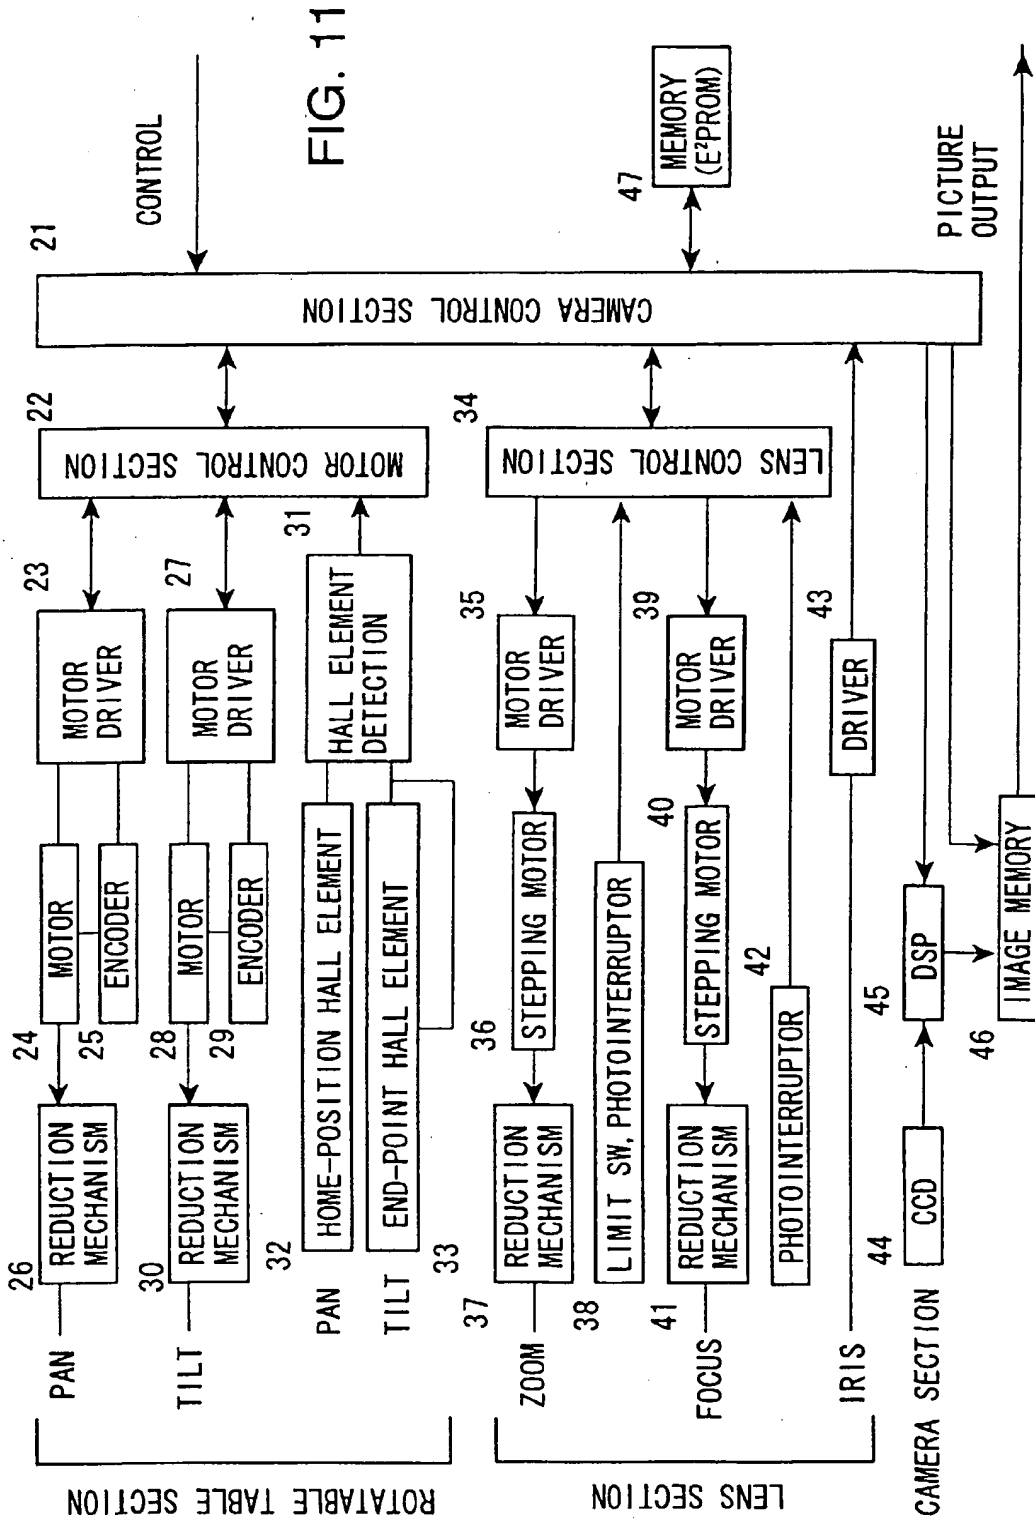 FIG. 11
CONTROL
21
CAMERA CONTROL SECTION
47
MEMORY
(E²PROM)
PICTURE
OUTPUT
ROTATABLE TABLE SECTION
PAN
26
REDUCTION
MECHANISM
24
MOTOR
25
ENCODER
23
MOTOR
DRIVER
22
MOTOR CONTROL SECTION
TILT
30
REDUCTION
MECHANISM
28
MOTOR
29
ENCODER
27
MOTOR
DRIVER
PAN
32
HOME-POSITION HALL ELEMENT
31
HALL ELEMENT
DETECTION
TILT
33
END-POINT HALL ELEMENT
LENS SECTION
ZOOM
37
REDUCTION
MECHANISM
36
STEPPING MOTOR
35
MOTOR
DRIVER
34
LENS CONTROL SECTION
38
LIMIT SW, PHOTOINTERRUPTOR
FOCUS
41
REDUCTION
MECHANISM
40
STEPPING MOTOR
39
MOTOR
DRIVER
42
PHOTOINTERRUPTOR
IRIS
43
DRIVER
CAMERA SECTION
44
CCD
45
DSP
46
IMAGE MEMORY